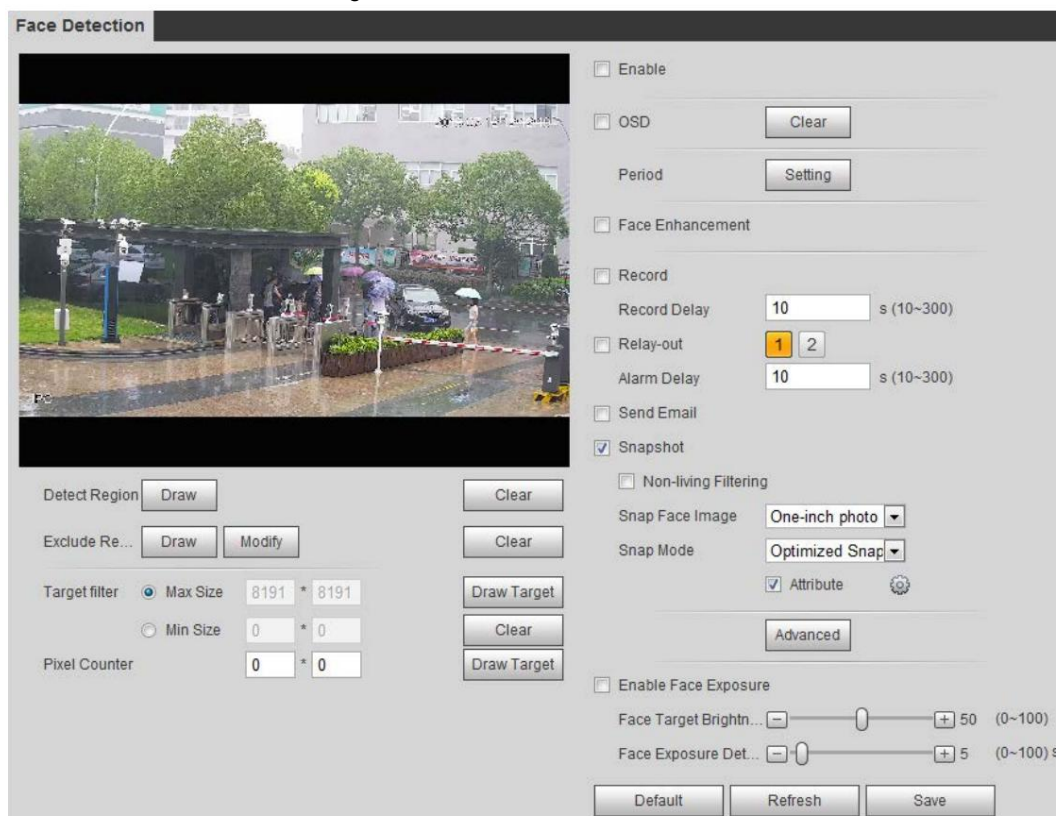 Face Detection
Enable
OSD Clear
Period Setting
Face Enhancement
Record
Record Delay 10 s (10~300)
Relay-out 1 2
Alarm Delay 10 s (10~300)
Send Email
Snapshot
Non-living Filtering
Snap Face Image One-inch photo
Snap Mode Optimized Snap
Attribute
Advanced
Enable Face Exposure
Face Target Brightn... 50 (0~100)
Face Exposure Det... 5 (0~100) s
Default Refresh Save
Detect Region Draw Clear
Exclude Re... Draw Modify Clear
Target filter Max Size 8191 * 8191 Draw Target
Min Size 0 * 0 Clear
Pixel Counter 0 * 0 Draw Target